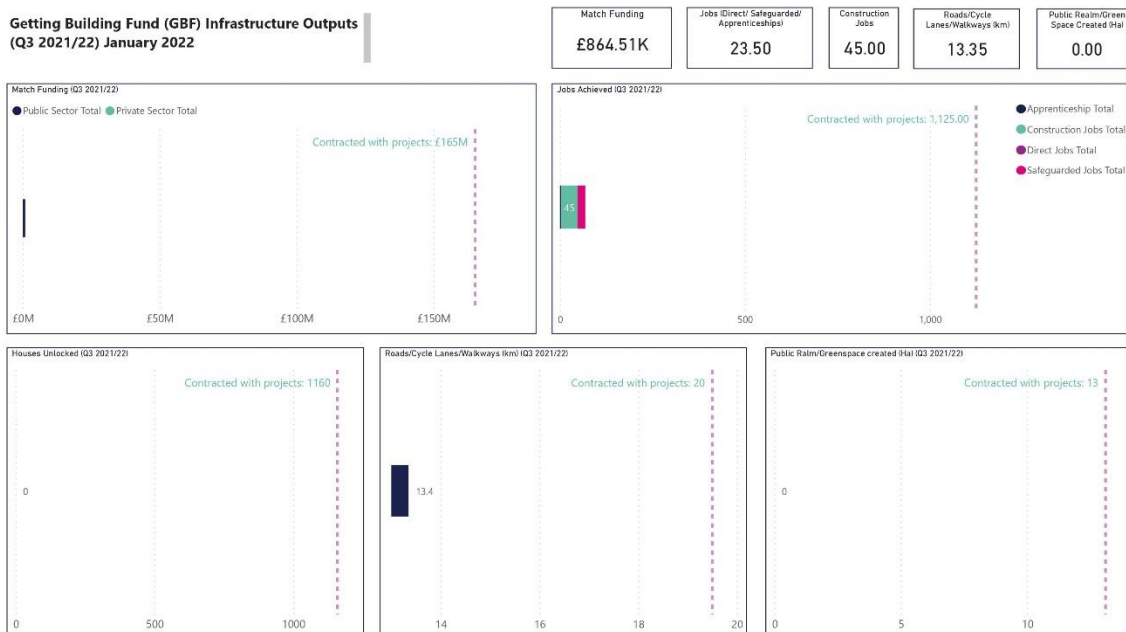 Getting Building Fund (GBF) Infrastructure Outputs
(Q3 2021/22) January 2022
Match Funding
£864.51K
Jobs (Direct/ Safeguarded/
Apprenticeships)
23.50
Construction
Jobs
45.00
Roads/Cycle
Lanes/Walkways (km)
13.35
Public Realm/Green
Space Created (Ha)
0.00
Match Funding (Q3 2021/22)
Public Sector Total Private Sector Total
Contracted with projects: £165M
£0M £50M £100M £150M
Jobs Achieved (Q3 2021/22)
Contracted with projects: 1,125.00
Apprenticeship Total
Construction Jobs Total
Direct Jobs Total
Safeguarded Jobs Total
45
0 500 1,000
Houses Unlocked (Q3 2021/22)
Contracted with projects: 1160
0
0 500 1000
Roads/Cycle Lanes/Walkways (km) (Q3 2021/22)
Contracted with projects: 20
13.4
14 16 18 20
Public Ralm/Greenspace created (Ha) (Q3 2021/22)
Contracted with projects: 13
0
0 5 10